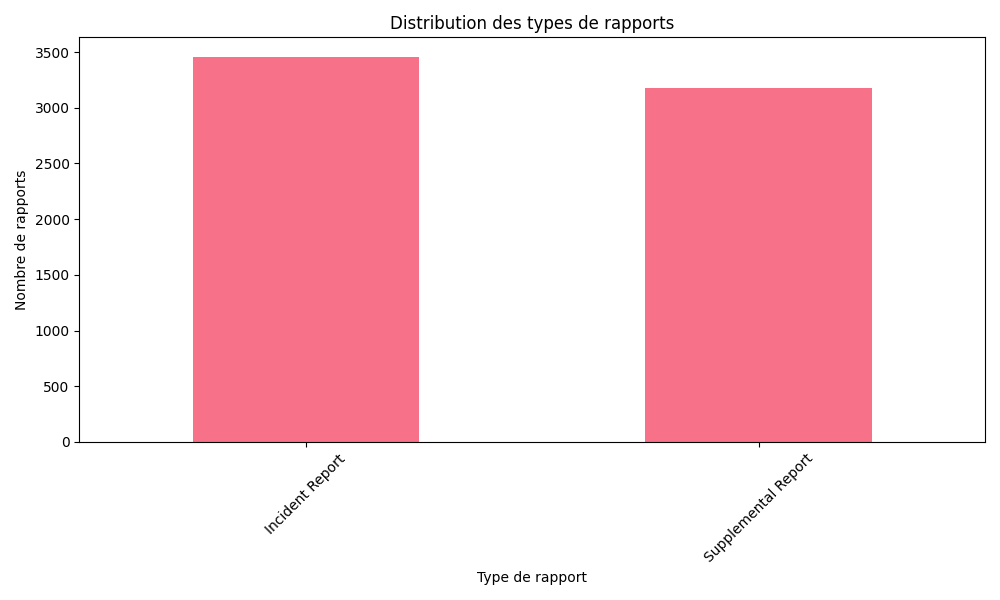 Distribution des types de rapports
Nombre de rapports
3500
3000
2500
2000
1500
1000
500
0
Incident Report
Supplemental Report
Type de rapport